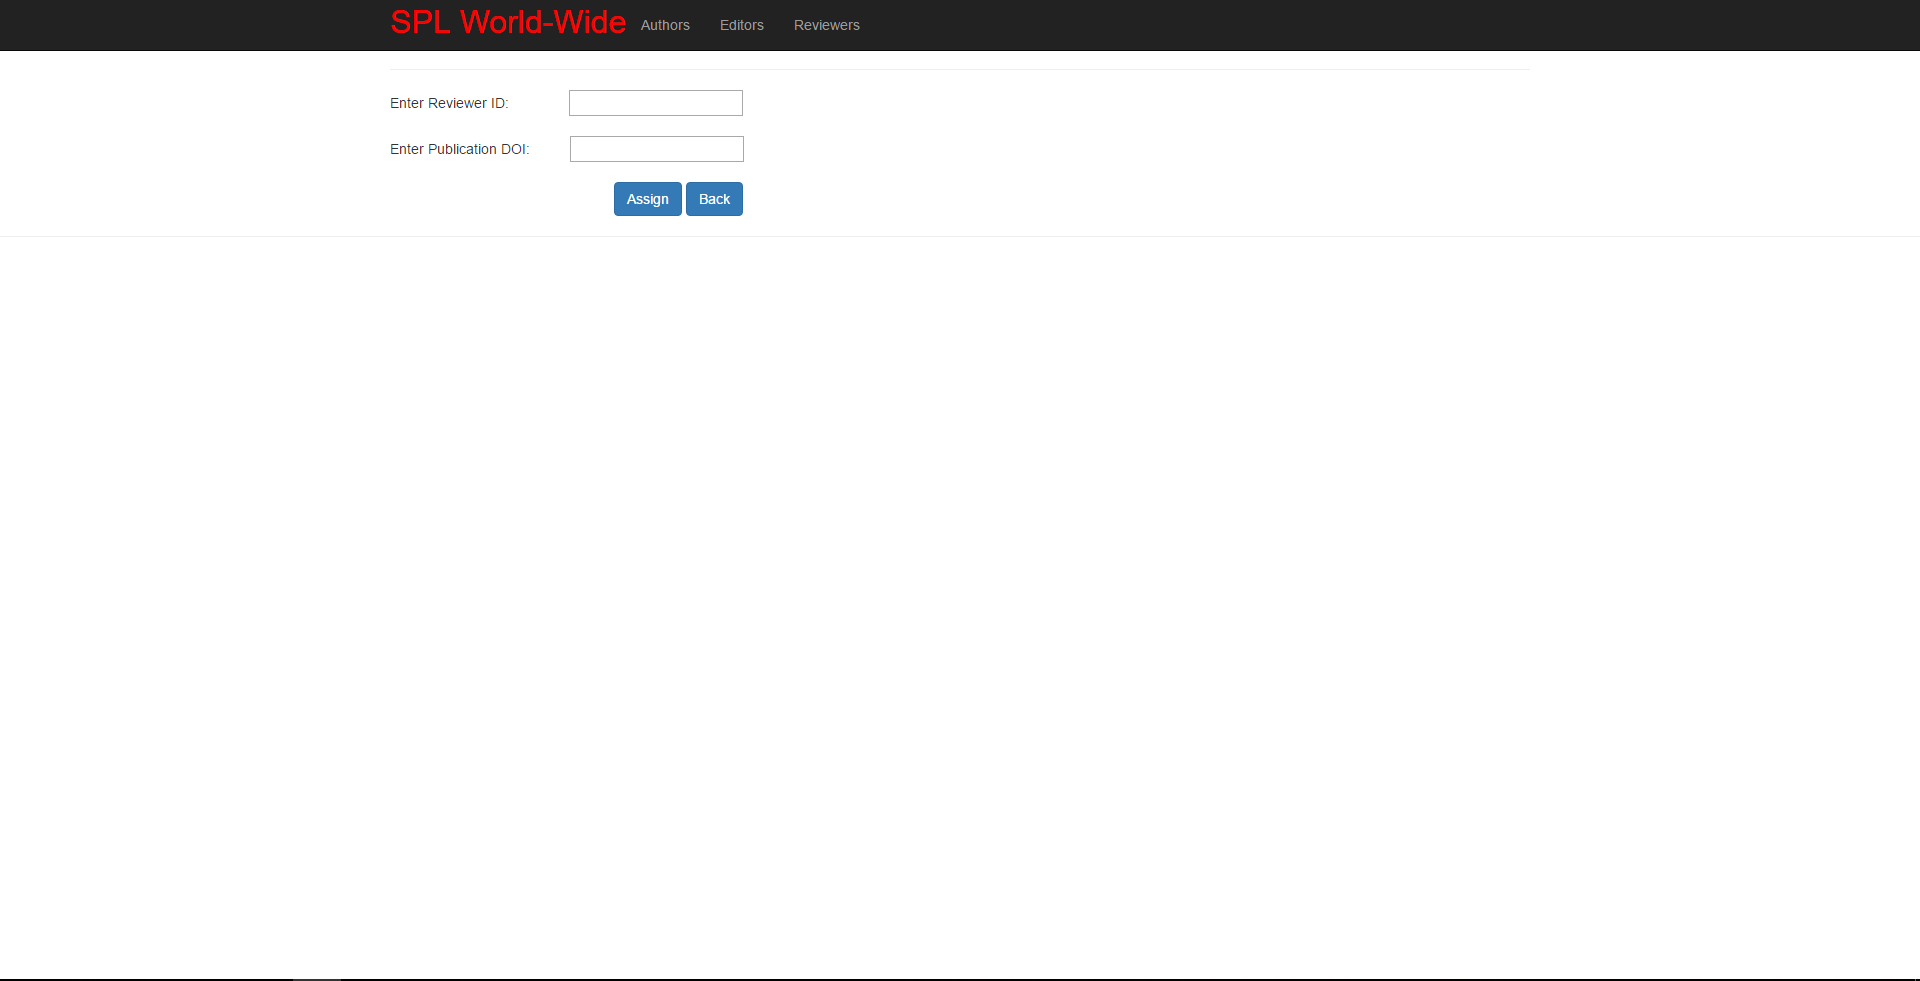 SPL World-Wide Authors Editors Reviewers
Enter Reviewer ID:
Enter Publication DOI:
Assign Back